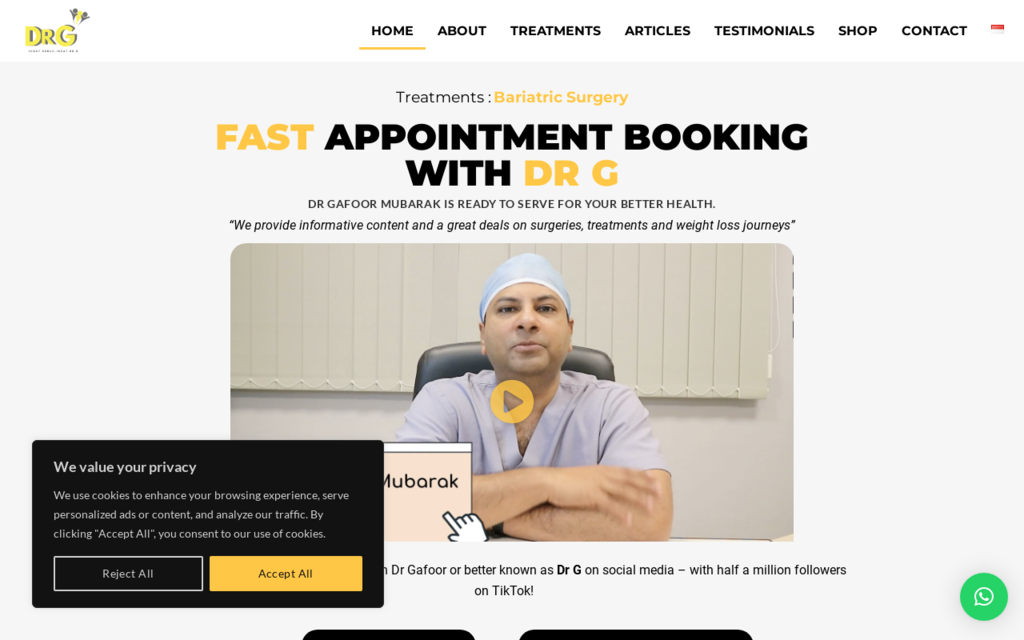 DRG
HOME ABOUT TREATMENTS ARTICLES TESTIMONIALS SHOP CONTACT
Treatments : Bariatric Surgery
FAST APPOINTMENT BOOKING
WITH DR G
DR GAFOOR MUBARAK IS READY TO SERVE FOR YOUR BETTER HEALTH.
“We provide informative content and a great deals on surgeries, treatments and weight loss journeys”
Mubarak
We value your privacy
We use cookies to enhance your browsing experience, serve
personalized ads or content, and analyze our traffic. By
clicking "Accept All", you consent to our use of cookies.
Reject All Accept All
Dr Gafoor or better known as Dr G on social media – with half a million followers
on TikTok!